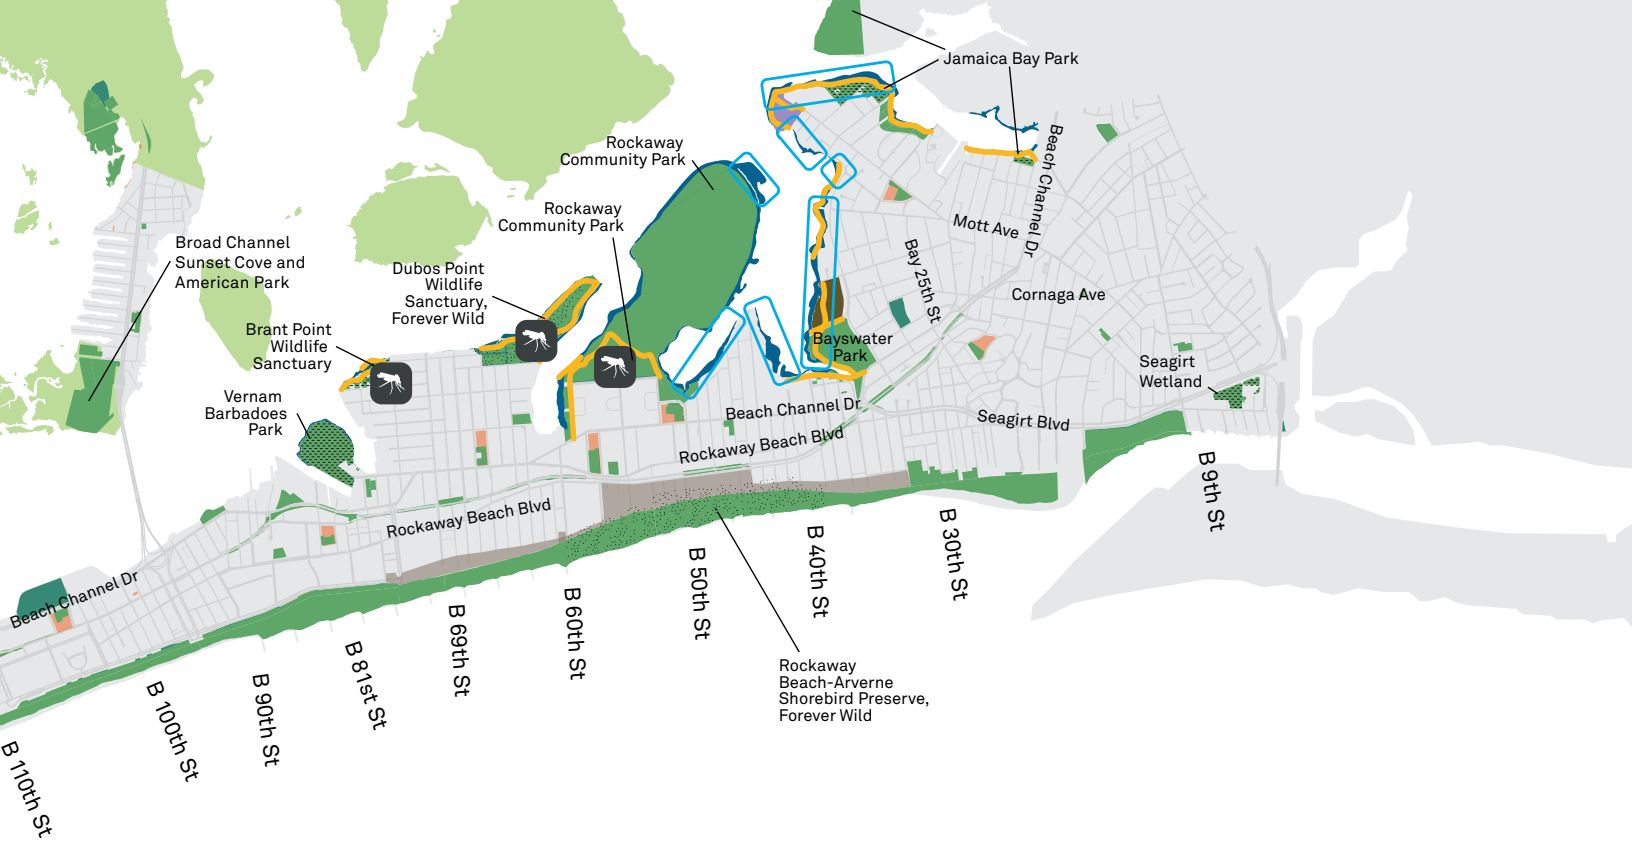 Jamaica Bay Park
Rockaway
Community Park
Rockaway
Community Park
Broad Channel
Sunset Cove and
American Park
Dubos Point
Wildlife
Sanctuary,
Forever Wild
Brant Point
Wildlife
Sanctuary
Vernam
Barbadoes
Park
Beach Channel Dr
Mott Ave
Bay 25th St
Cornaga Ave
Bayswater
Park
Seagirt
Wetland
Beach Channel Dr
Seagirt Blvd
Rockaway Beach Blvd
Rockaway Beach Blvd
Beach Channel Dr
B 9th St
B 30th St
B 40th St
B 50th St
B 60th St
B 69th St
B 81st St
B 90th St
B 100th St
B 110th St
Rockaway
Beach-Arverne
Shorebird Preserve,
Forever Wild